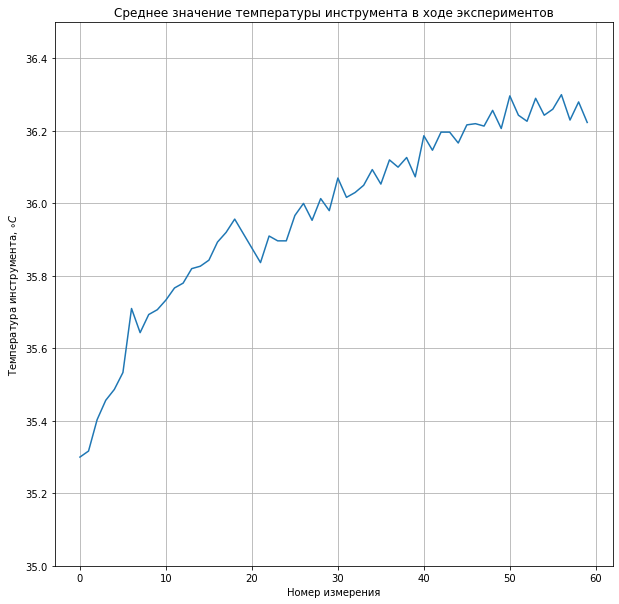 Среднее значение температуры инструмента в ходе экспериментов
36.4
36.2
36.0
35.8
35.6
35.4
35.2
35.0
Температура инструмента, ∘C
0 10 20 30 40 50 60
Номер измерения